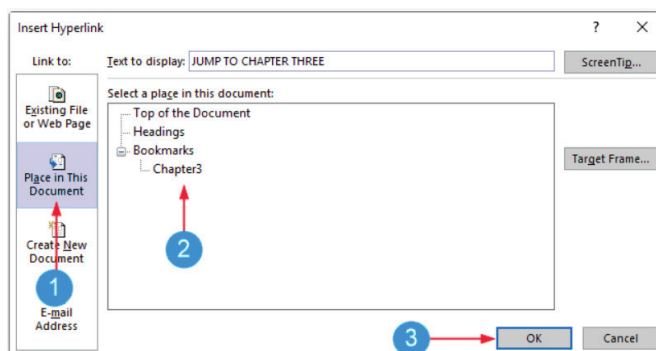 Insert Hyperlink
? X
Link to:
Text to display: JUMP TO CHAPTER THREE
ScreenTip...
Existing File
or Web Page
Select a place in this document:
Top of the Document
Headings
Bookmarks
Chapter3
Place in This
Document
Target Frame...
Create New
Document
1
2
E-mail
Address
3
OK
Cancel